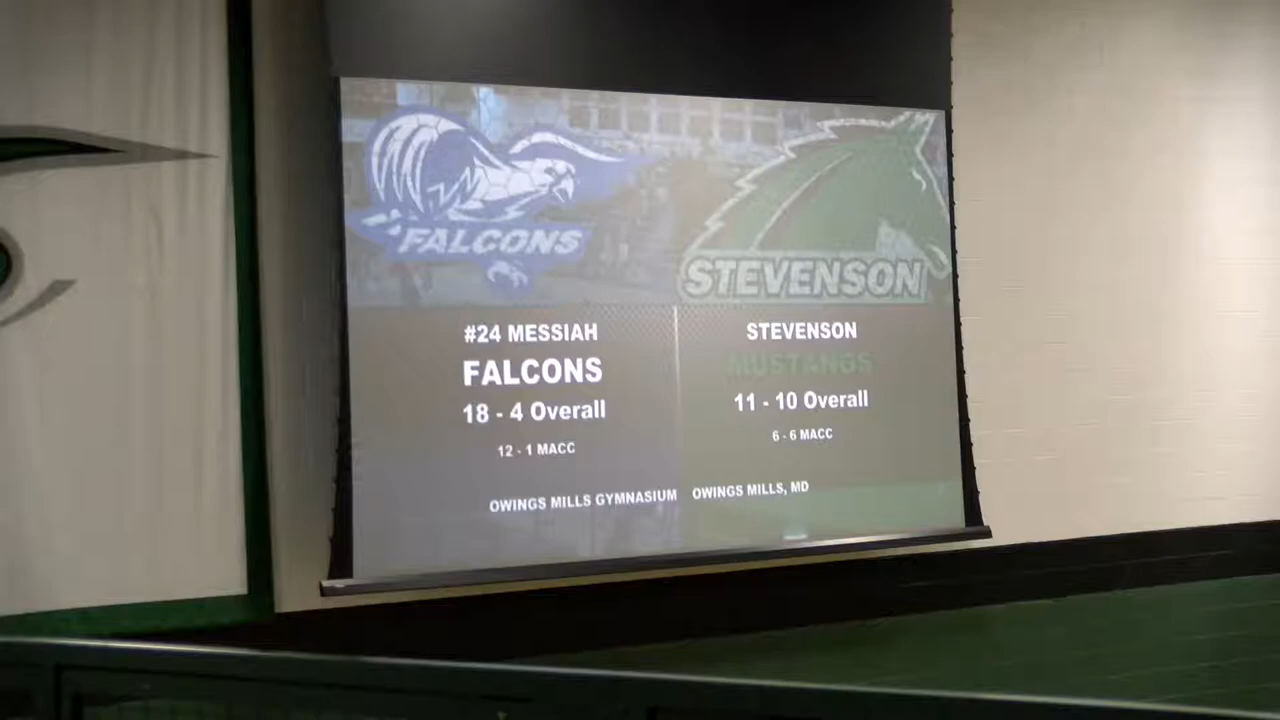 FALCONS
STEVENSON
#24 MESSIAH
FALCONS
18 - 4 Overall
12 - 1 MACC
STEVENSON
MUSTANGS
11 - 10 Overall
6 - 6 MACC
OWINGS MILLS GYMNASIUM OWINGS MILLS, MD